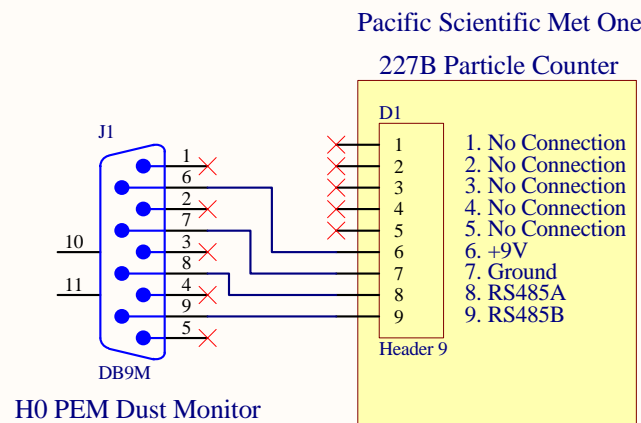 Pacific Scientific Met One
227B Particle Counter
J1
1
6
2
7
3
8
4
9
5
10
11
DB9M
H0 PEM Dust Monitor
D1
1
2
3
4
5
6
7
8
9
Header 9
1. No Connection
2. No Connection
3. No Connection
4. No Connection
5. No Connection
6. +9V
7. Ground
8. RS485A
9. RS485B